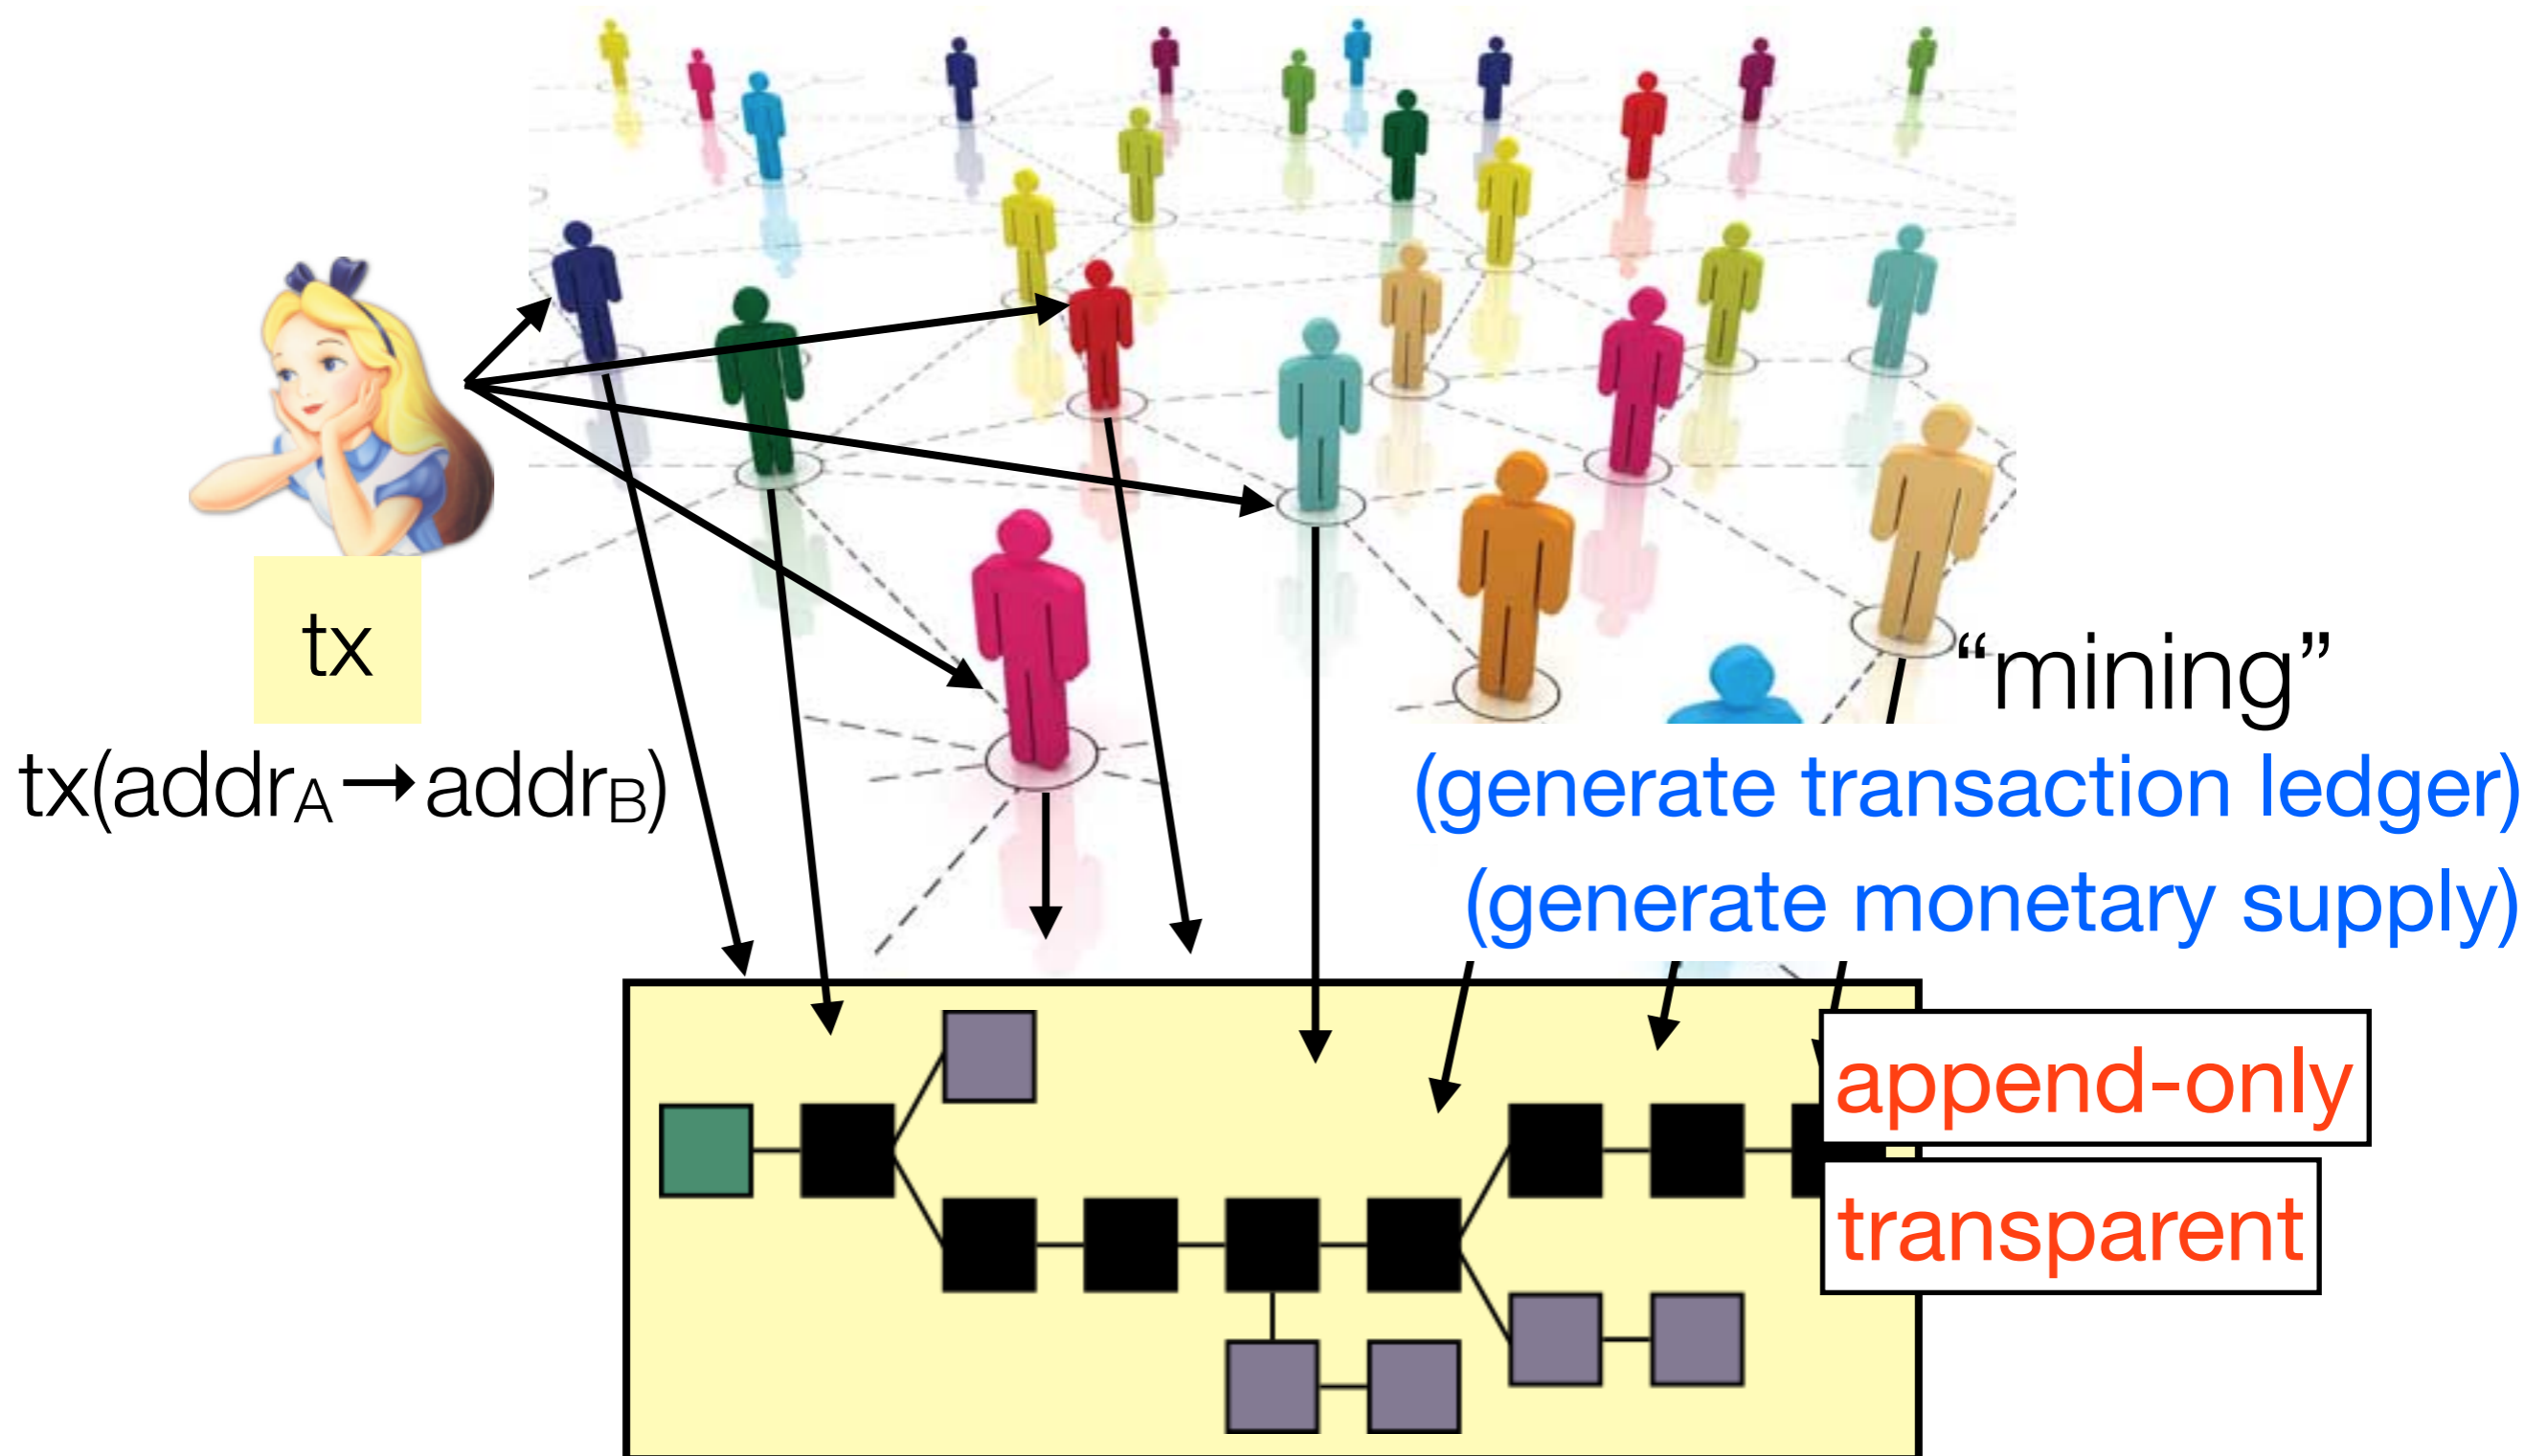 tx
tx(addrA→addrB)
“mining”
(generate transaction ledger)
(generate monetary supply)
append-only
transparent